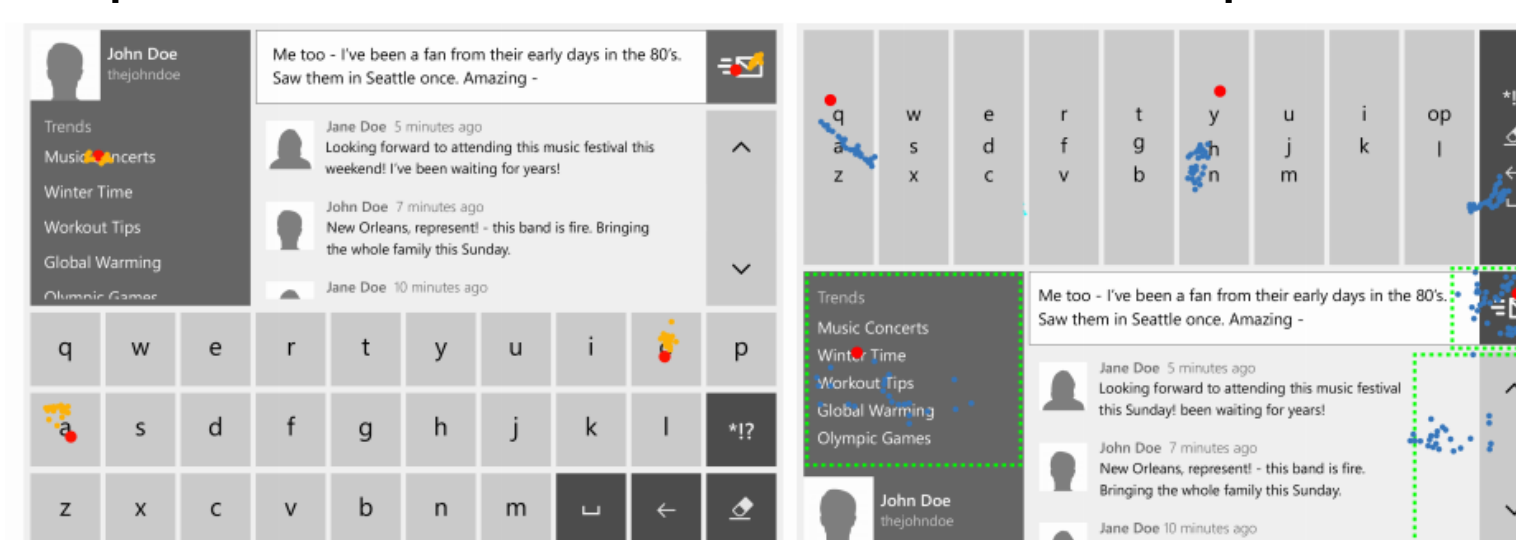 John Doe
thejohndoe
Me too - I've been a fan from their early days in the 80's.
Saw them in Seattle once. Amazing -
Trends
Music Concerts
Winter Time
Workout Tips
Global Warming
Olympic Games
Jane Doe 5 minutes ago
Looking forward to attending this music festival this
weekend! I've been waiting for years!
John Doe 7 minutes ago
New Orleans, represent! - this band is fire. Bringing
the whole family this Sunday.
Jane Doe 10 minutes ago
q w e r t y u i o p
a s d f g h j k l *!?
z x c v b n m
q w e r t y u i op
a s d f g h j k l
z x c v b n m
*!
Trends
Music Concerts
Winter Time
Workout Tips
Global Warming
Olympic Games
John Doe
thejohndoe
Me too - I've been a fan from their early days in the 80's.
Saw them in Seattle once. Amazing -
Jane Doe 5 minutes ago
Looking forward to attending this music festival
this Sunday! been waiting for years!
John Doe 7 minutes ago
New Orleans, represent! - this band is fire.
Bringing the whole family this Sunday.
Jane Doe 10 minutes ago